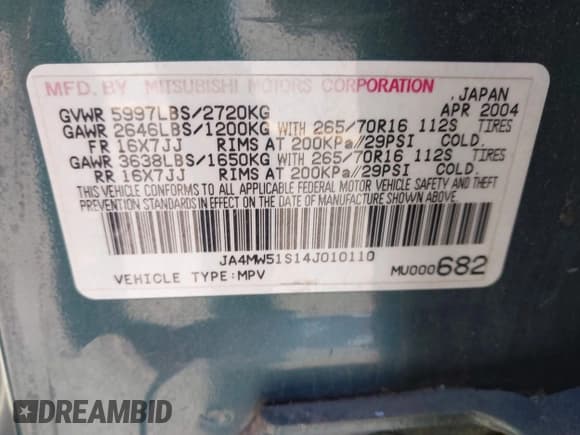 MFD. BY MITSUBISHI MOTORS CORPORATION
, JAPAN
GVWR 5997LBS/2720KG APR 2004
GAWR 2646LBS/1200KG WITH 265/70R16 112S TIRES
FR 16X7JJ RIMS AT 200KPa//29PSI COLD.
GAWR 3638LBS/1650KG WITH 265/70R16 112S TIRES
RR 16X7JJ RIMS AT 200KPa//29PSI COLD.
THIS VEHICLE CONFORMS TO ALL APPLICABLE FEDERAL MOTOR VEHICLE SAFETY AND THEFT
PREVENTION STANDARDS IN EFFECT ON THE DATE OF MANUFACTURE SHOWN ABOVE.
JA4MW51S14J010110
VEHICLE TYPE:MPV MU000682
DREAMBID